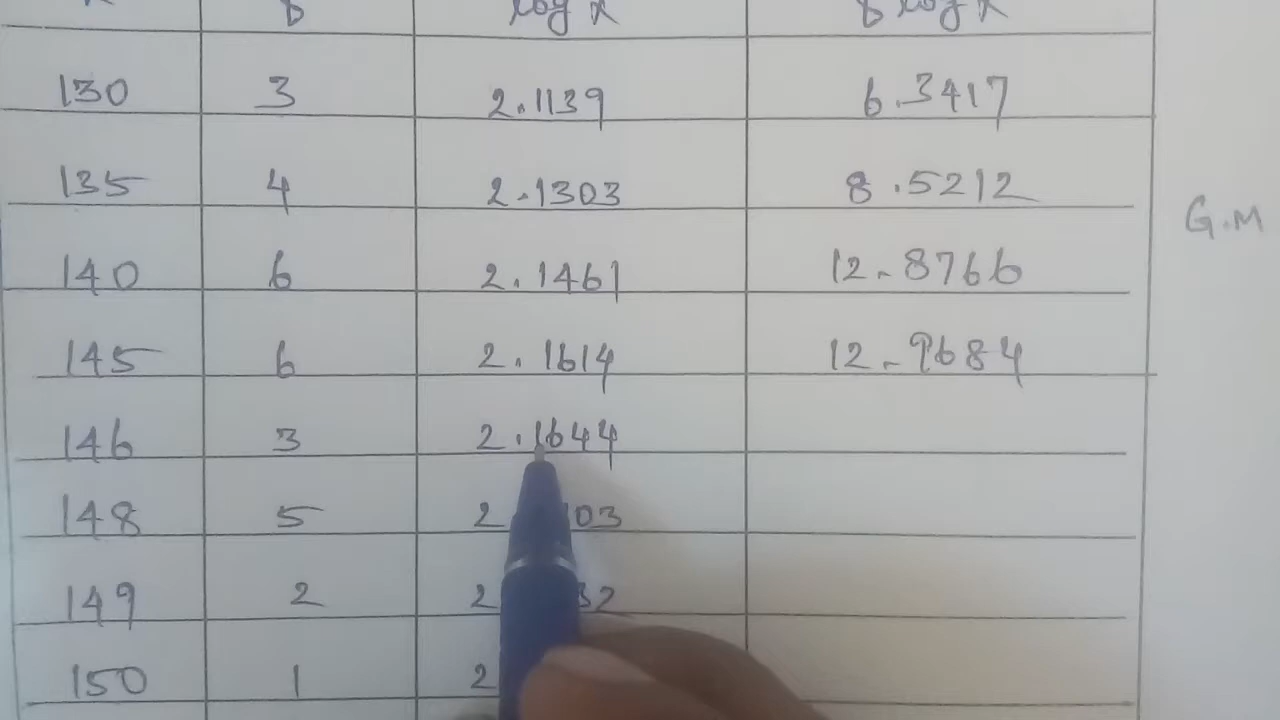 log x
130 3 2.1139 6.3417
135 4 2.1303 8.5212
G.M
140 6 2.1461 12.8766
145 6 2.1614 12.9684
146 3 2.1644
148 5
149 2
150 1